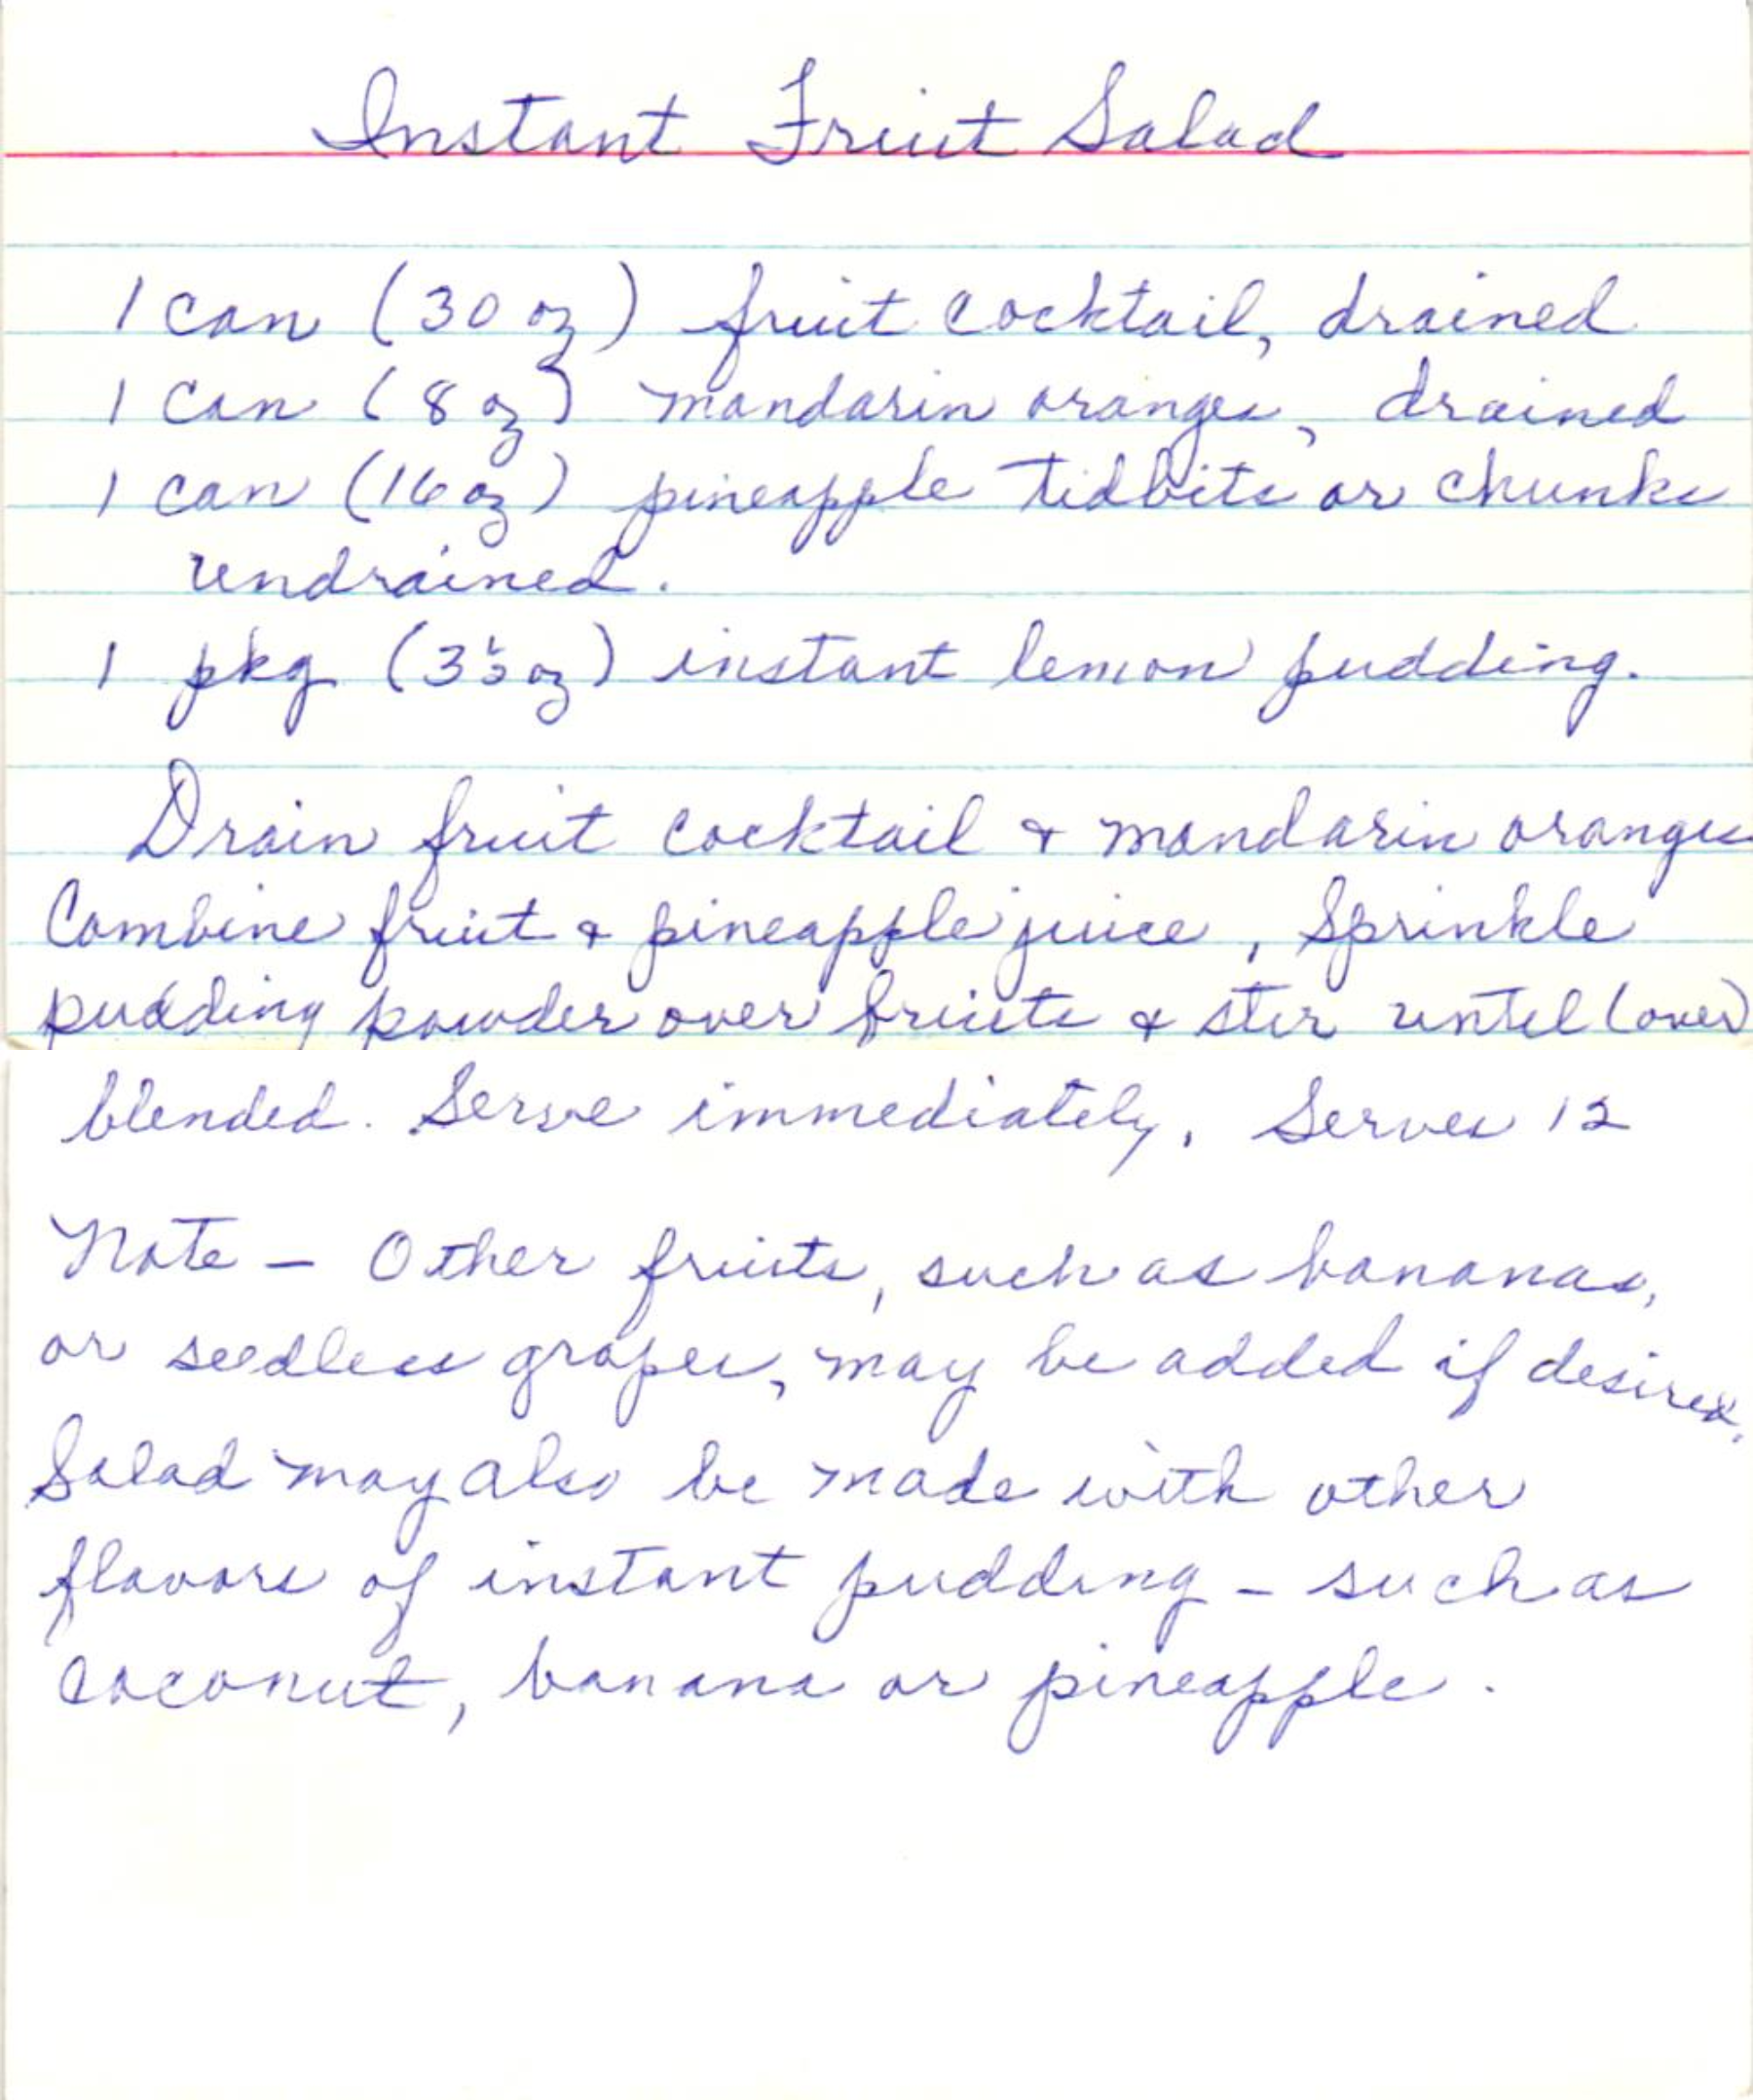 Instant Fruit Salad
1 can (30 oz) fruit cocktail, drained
1 can (8 oz) mandarin oranges, drained
1 can (16 oz) pineapple tidbits or chunks
undrained.
1 pkg (3½ oz) instant lemon pudding.
Drain fruit cocktail & mandarin oranges
Combine fruit & pineapple juice, Sprinkle
pudding powder over fruits & stir until (over)
blended. Serve immediately. Serves 12
Note - Other fruits, such as bananas,
or seedless grapes, may be added if desired.
Salad may also be made with other
flavors of instant pudding - such as
coconut, banana or pineapple.